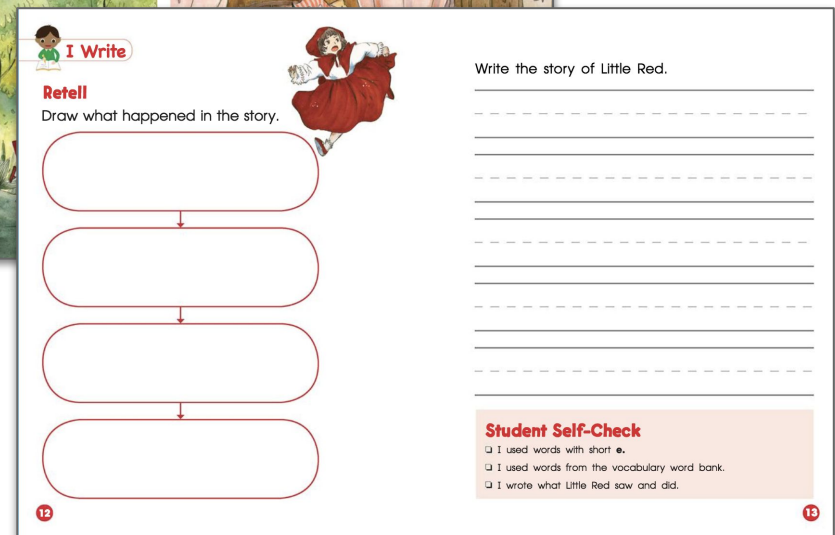 I Write
Retell
Draw what happened in the story.
12
Write the story of Little Red.
Student Self-Check
❑ I used words with short e.
❑ I used words from the vocabulary word bank.
❑ I wrote what Little Red saw and did.
13